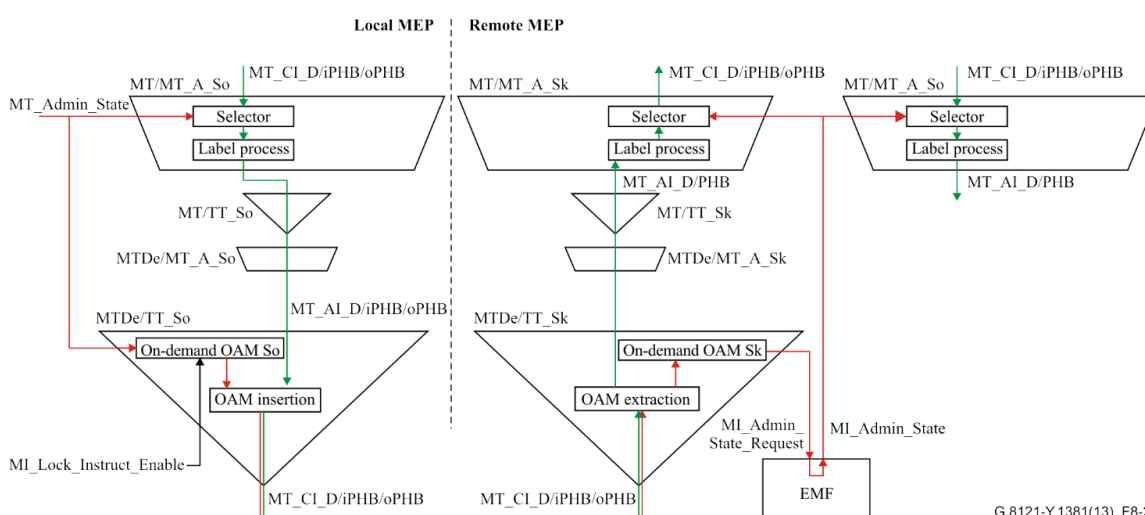 Local MEP
Remote MEP
MT/MT_A_So
MT_CI_D/iPHB/oPHB
MT/MT_A_Sk
MT_CI_D/iPHB/oPHB
MT/MT_A_So
MT_CI_D/iPHB/oPHB
MT_Admin_State
Selector
Selector
Selector
Label process
Label process
Label process
MT_AI_D/PHB
MT_AI_D/PHB
MT/TT_So
MT/TT_Sk
MTDe/MT_A_So
MTDe/MT_A_Sk
MT_AI_D/iPHB/oPHB
MTDe/TT_So
MTDe/TT_Sk
On-demand OAM So
On-demand OAM Sk
OAM insertion
OAM extraction
MI_Admin_
State_Request
MI_Admin_State
MI_Lock_Instruct_Enable
MT_CI_D/iPHB/oPHB
MT_CI_D/iPHB/oPHB
EMF